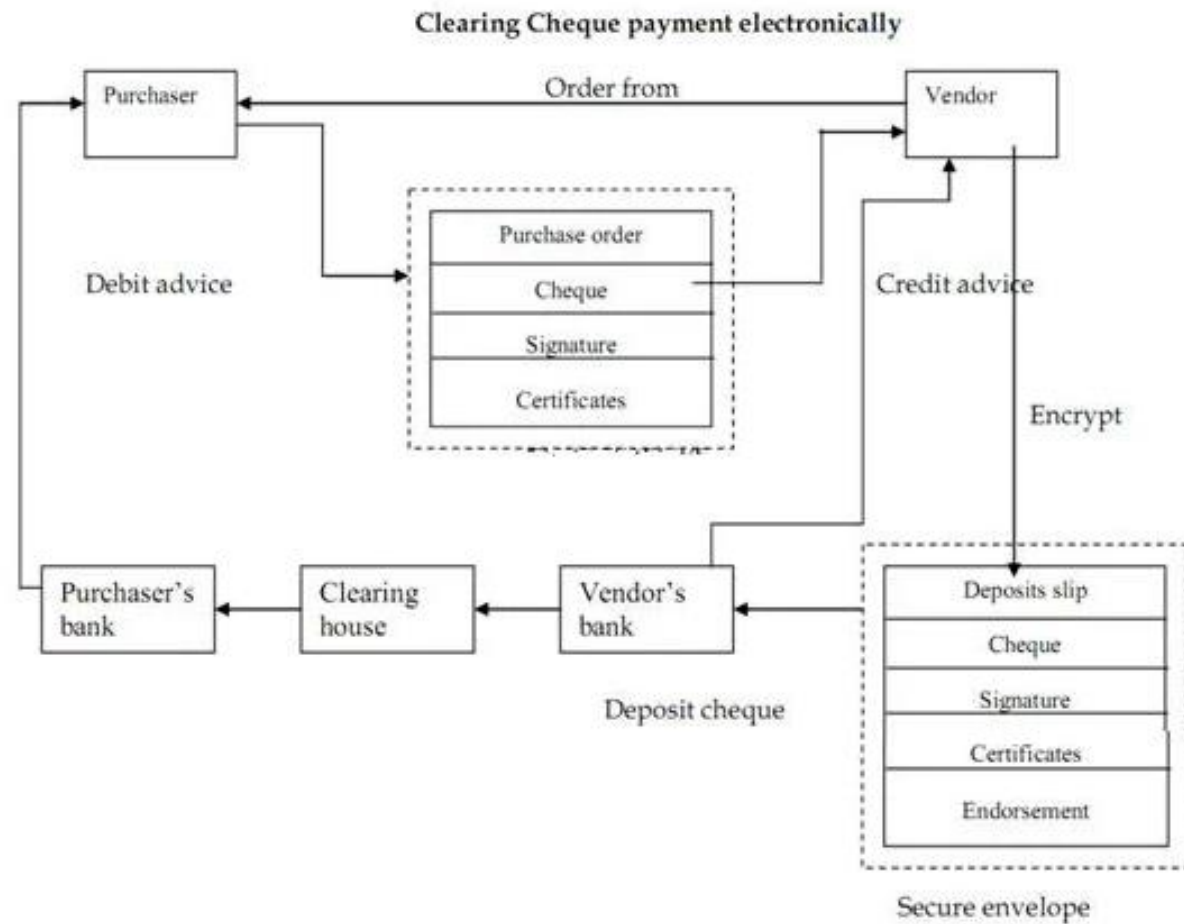 Clearing Cheque payment electronically
Purchaser
Order from
Vendor
Purchase order
Cheque
Signature
Certificates
Debit advice
Credit advice
Encrypt
Purchaser's
bank
Clearing
house
Vendor's
bank
Deposit cheque
Deposits slip
Cheque
Signature
Certificates
Endorsement
Secure envelope